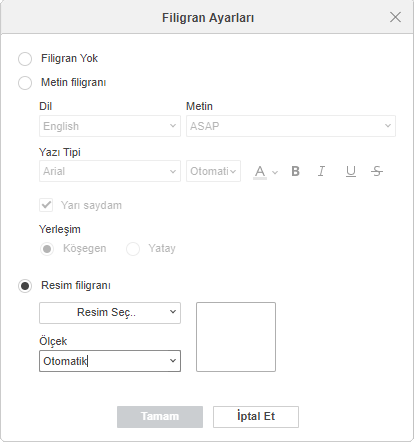 Filigran Ayarları
Filigran Yok
Metin filigranı
Dil Metin
English ASAP
Yazı Tipi
Arial Otomati A B I U S
Yarı saydam
Yerleşim
Köşegen Yatay
Resim filigranı
Resim Seç..
Ölçek
Otomatik
Tamam İptal Et